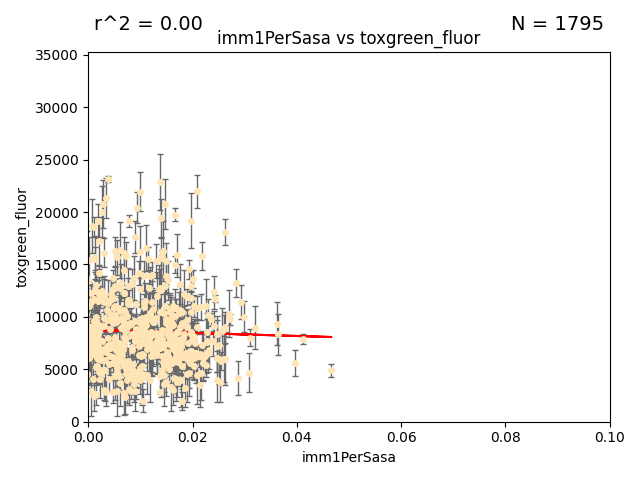 r^2 = 0.00
N = 1795
imm1PerSasa vs toxgreen_fluor
35000
30000
25000
20000
15000
10000
5000
0
toxgreen_fluor
0.00
0.02
0.04
0.06
0.08
0.10
imm1PerSasa